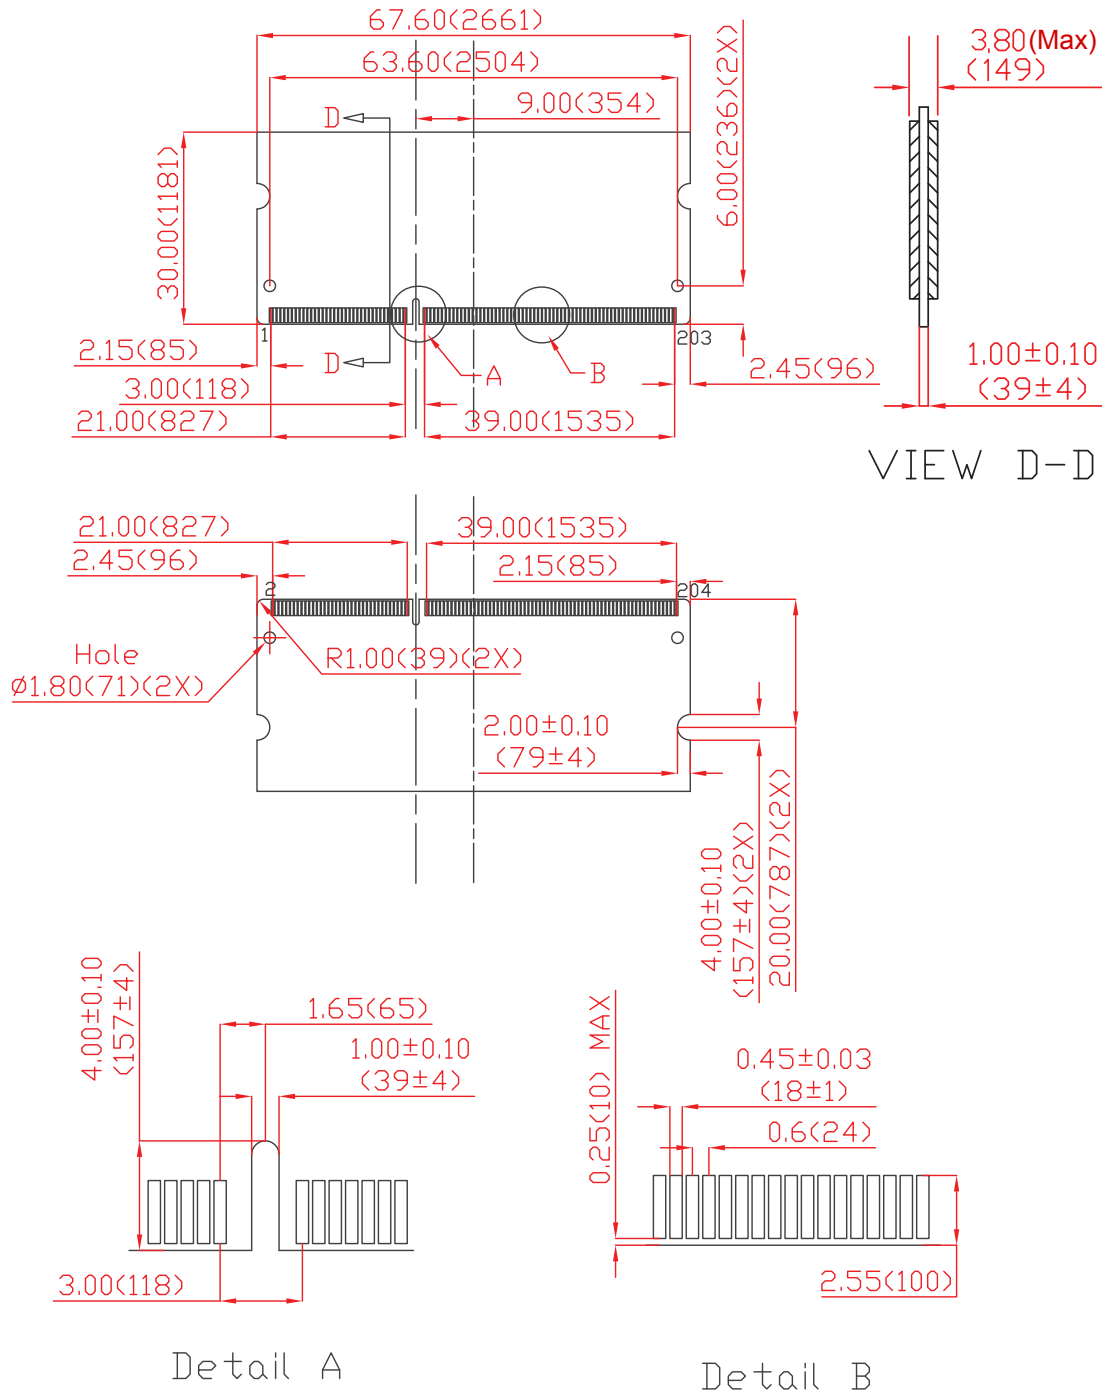 67.60(2661)
63.60(2504)
9.00(354)
D
6.00(236)(2X)
30.00(1181)
1
203
D
A
B
2.15(85)
3.00(118)
21.00(827)
39.00(1535)
2.45(96)
3.80(Max)
(149)
1.00±0.10
(39±4)
VIEW D-D
21.00(827)
39.00(1535)
2.45(96)
2.15(85)
2
204
Hole
ø1.80(71)(2X)
R1.00(39)(2X)
2.00±0.10
(79±4)
4.00±0.10
(157±4)(2X)
20.00(787)(2X)
4.00±0.10
(157±4)
1.65(65)
1.00±0.10
(39±4)
3.00(118)
Detail A
0.25(10) MAX
0.45±0.03
(18±1)
0.6(24)
2.55(100)
Detail B